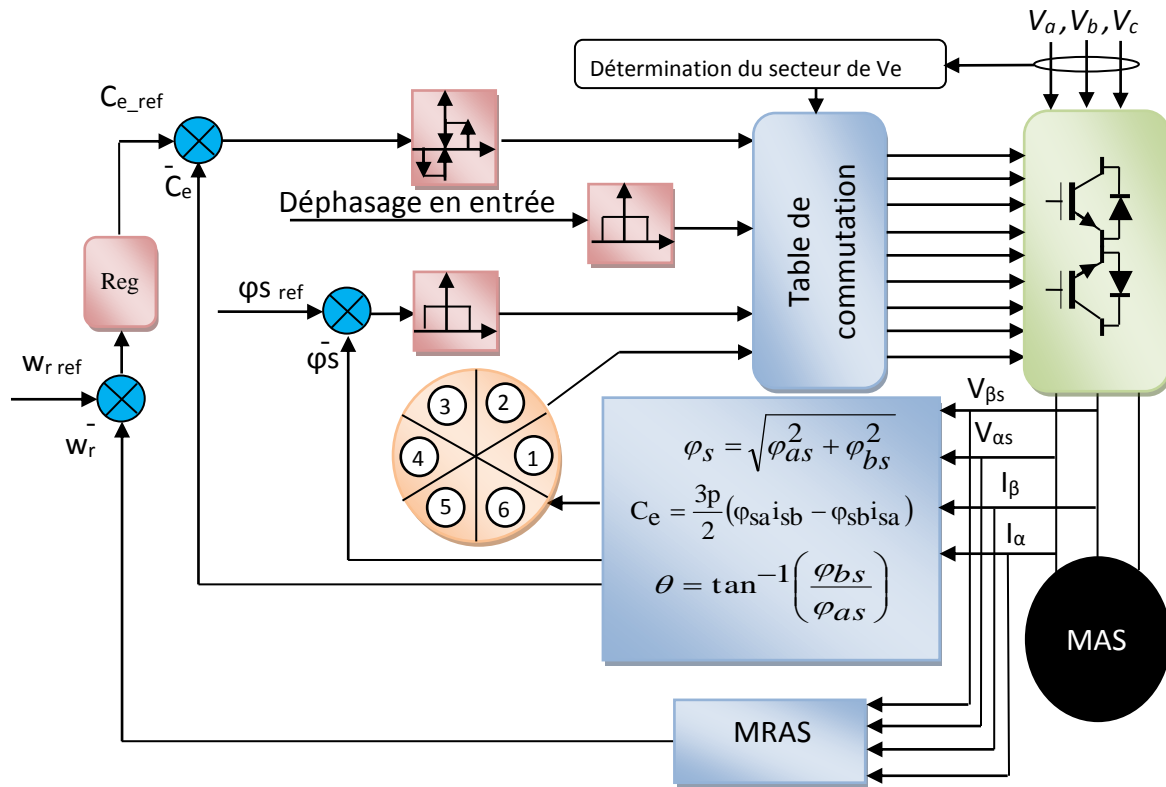 Va,Vb,Vc
Détermination du secteur de Ve
Ce_ref
-
Ce
Déphasage en entrée
Table de commutation
Reg
φs ref
-
φs
wr ref
-
wr
3
2
4
1
5
6
φs = √(φas² + φbs²)
Ce = 3p/2 (φsa isb − φsb isa)
θ = tan⁻¹(φbs/φas)
Vβs
Vαs
Iβ
Iα
MAS
MRAS